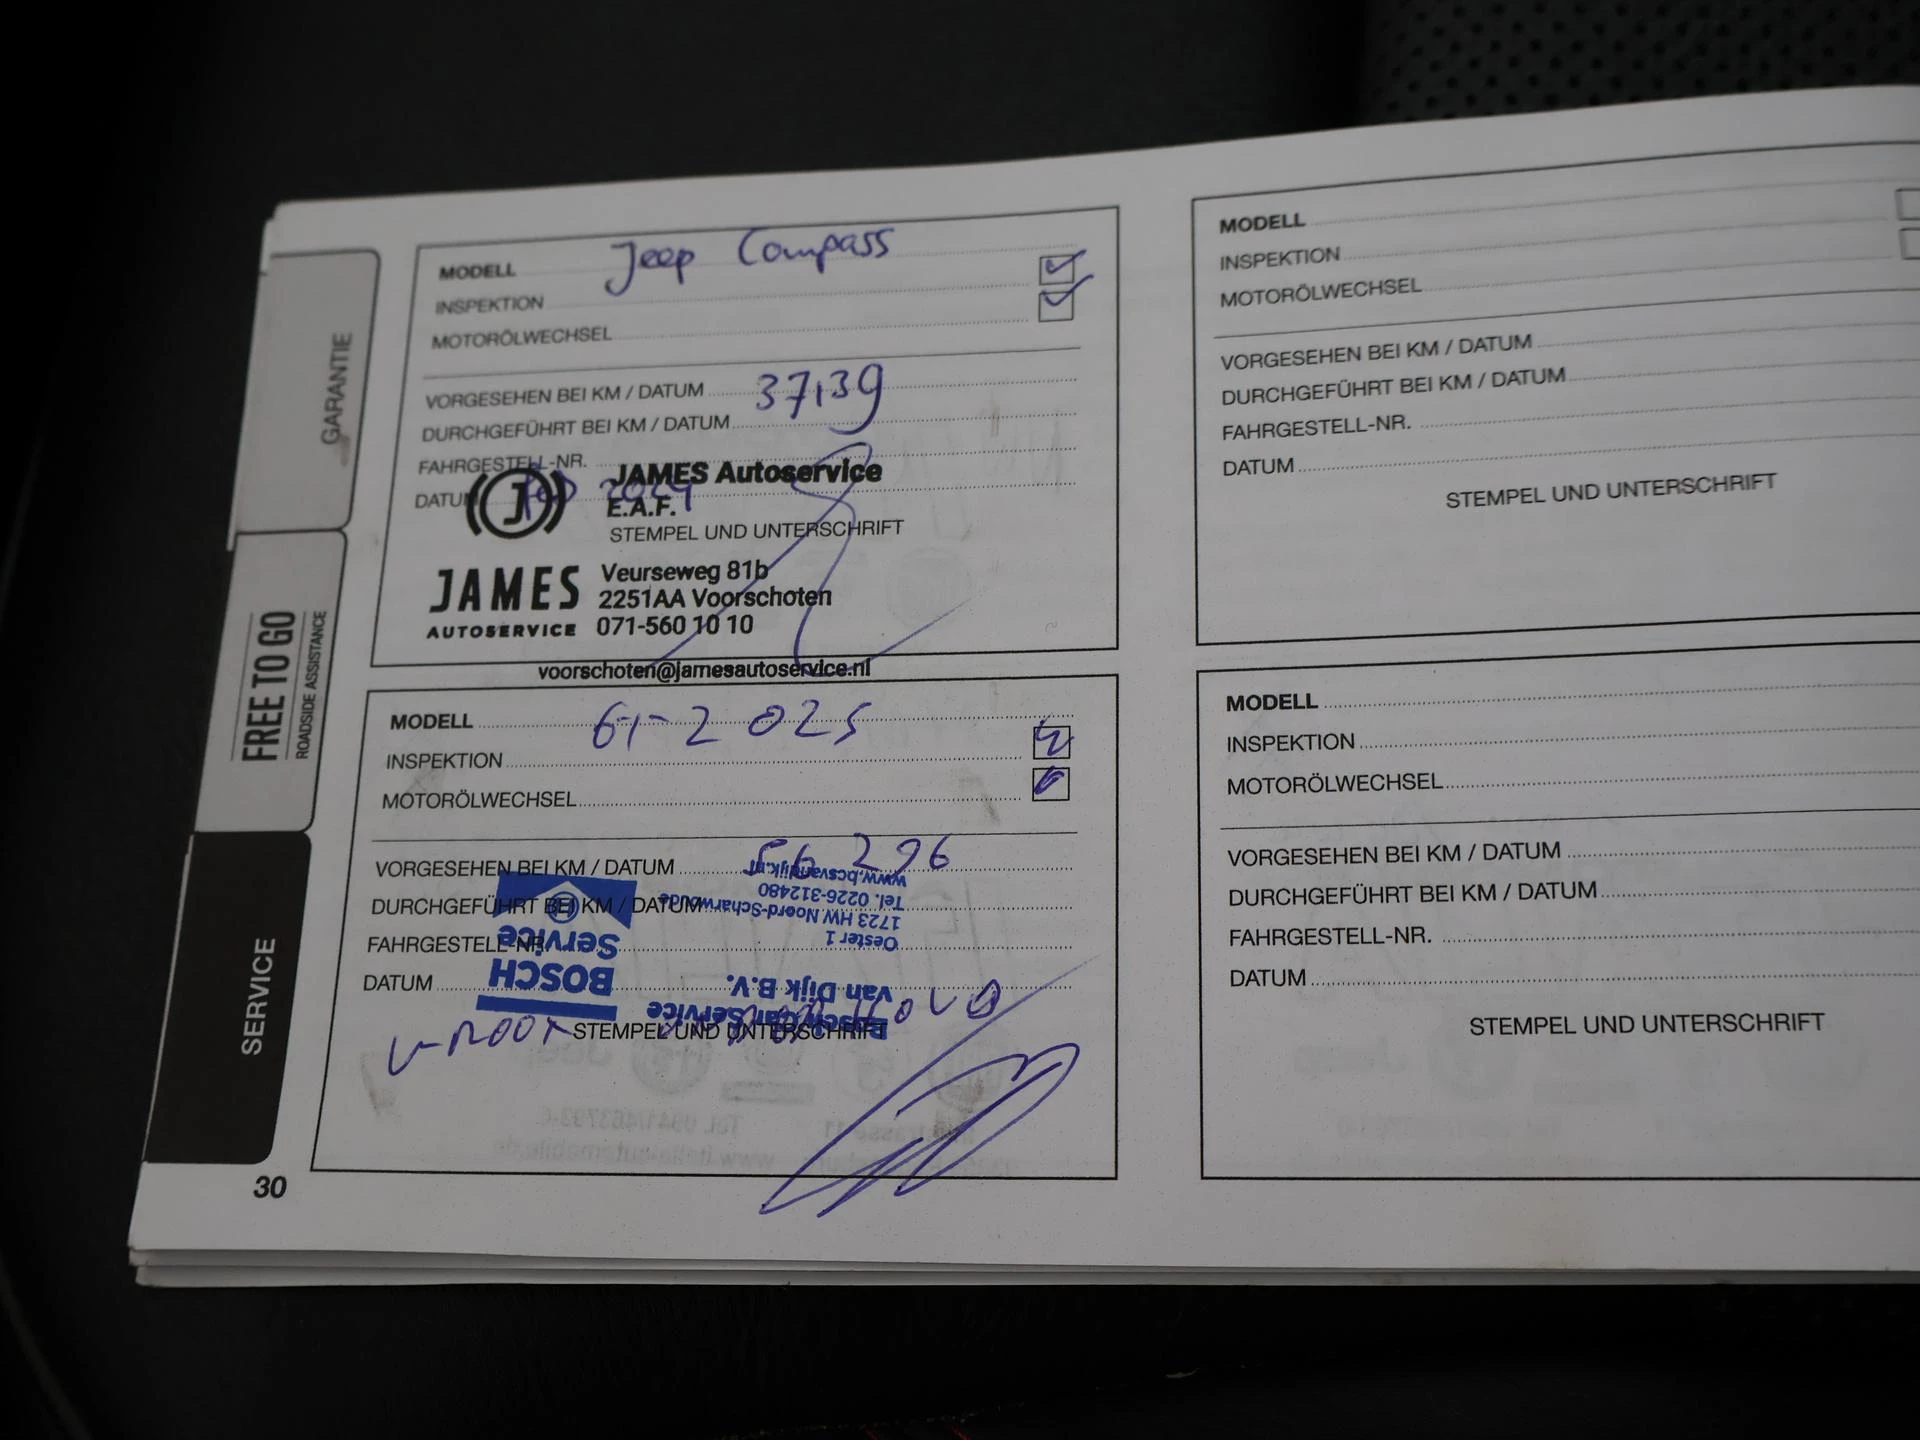 GARANTIE
FREE TO GO
ROADSIDE ASSISTANCE
SERVICE
MODELL Jeep Compass
INSPEKTION
MOTORÖLWECHSEL
VORGESEHEN BEI KM / DATUM
DURCHGEFÜHRT BEI KM / DATUM
FAHRGESTELL-NR.
DATUM
JAMES Autoservice
E.A.F.
STEMPEL UND UNTERSCHRIFT
J
JAMES
AUTOSERVICE
Veurseweg 81b
2251AA Voorschoten
071-560 10 10
voorschoten@jamesautoservice.nl
MODELL
INSPEKTION
MOTORÖLWECHSEL
VORGESEHEN BEI KM / DATUM 56 296
DURCHGEFÜHRT BEI KM / DATUM
FAHRGESTELL-NR.
DATUM
STEMPEL UND UNTERSCHRIFT
Bosch Car Service
van Dijk B.V.
Oester 1
1723 HW Noord-Scharwoude
Tel. 0226-312480
www.bcsvandijk.nl
BOSCH
Service
30
MODELL
INSPEKTION
MOTORÖLWECHSEL
VORGESEHEN BEI KM / DATUM
DURCHGEFÜHRT BEI KM / DATUM
FAHRGESTELL-NR.
DATUM
STEMPEL UND UNTERSCHRIFT
MODELL
INSPEKTION
MOTORÖLWECHSEL
VORGESEHEN BEI KM / DATUM
DURCHGEFÜHRT BEI KM / DATUM
FAHRGESTELL-NR.
DATUM
STEMPEL UND UNTERSCHRIFT